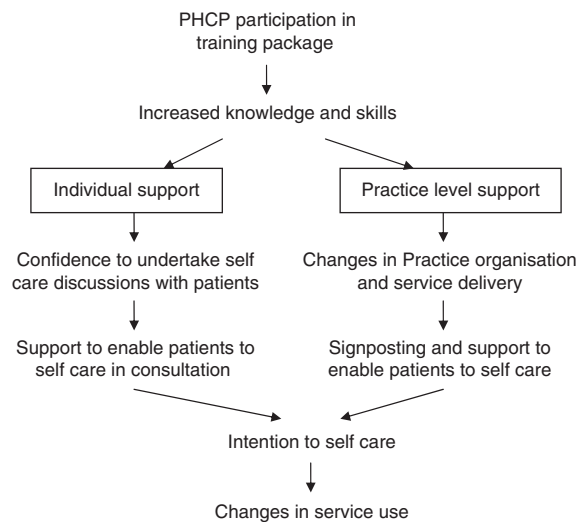 PHCP participation in
training package
Increased knowledge and skills
Individual support
Practice level support
Confidence to undertake self
care discussions with patients
Changes in Practice organisation
and service delivery
Support to enable patients to
self care in consultation
Signposting and support to
enable patients to self care
Intention to self care
Changes in service use